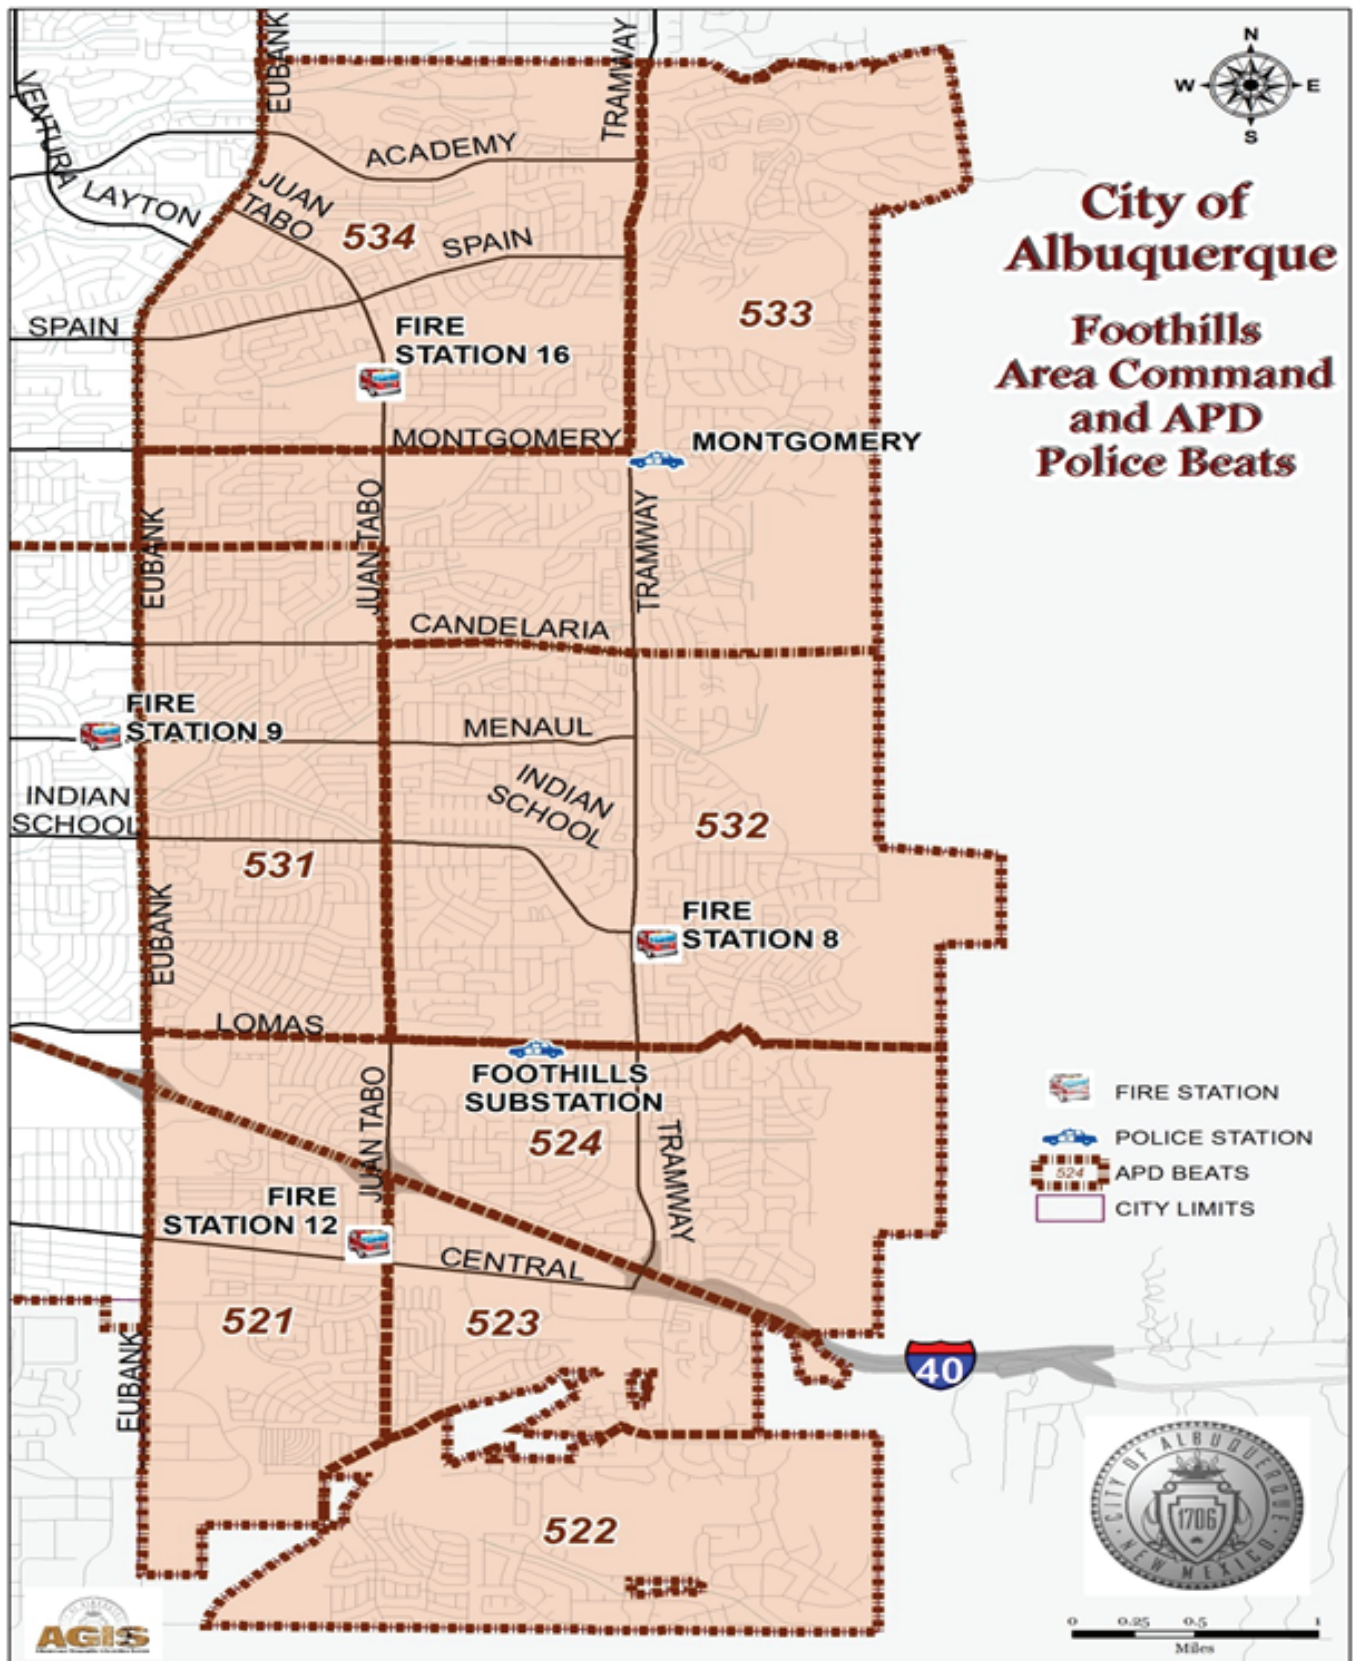 N
W
E
S
City of
Albuquerque
Foothills
Area Command
and APD
Police Beats
EUBANK
TRAMWAY
VENTURA
ACADEMY
LAYTON
JUAN
TABO
534
SPAIN
533
SPAIN
FIRE
STATION 16
MONTGOMERY
MONTGOMERY
EUBANK
JUAN TABO
TRAMWAY
CANDELARIA
FIRE
STATION 9
MENAUL
INDIAN
SCHOOL
INDIAN
SCHOOL
532
531
EUBANK
FIRE
STATION 8
LOMAS
FOOTHILLS
SUBSTATION
524
JUAN TABO
TRAMWAY
FIRE
STATION 12
CENTRAL
521
523
EUBANK
40
522
FIRE STATION
POLICE STATION
524
APD BEATS
CITY LIMITS
CITY OF ALBUQUERQUE
1706
NEW MEXICO
AGIS
0 0.25 0.5 1
Miles